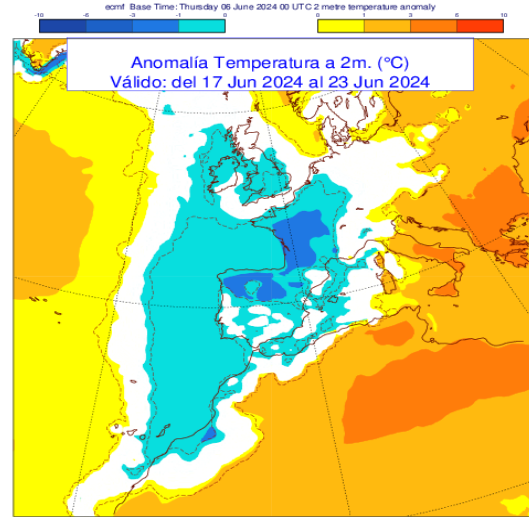 ecmf Base Time: Thursday 06 June 2024 00 UTC 2 metre temperature anomaly
-10 -6 -3 -1 0 0 1 3 6 10
Anomalía Temperatura a 2m. (°C)
Válido: del 17 Jun 2024 al 23 Jun 2024